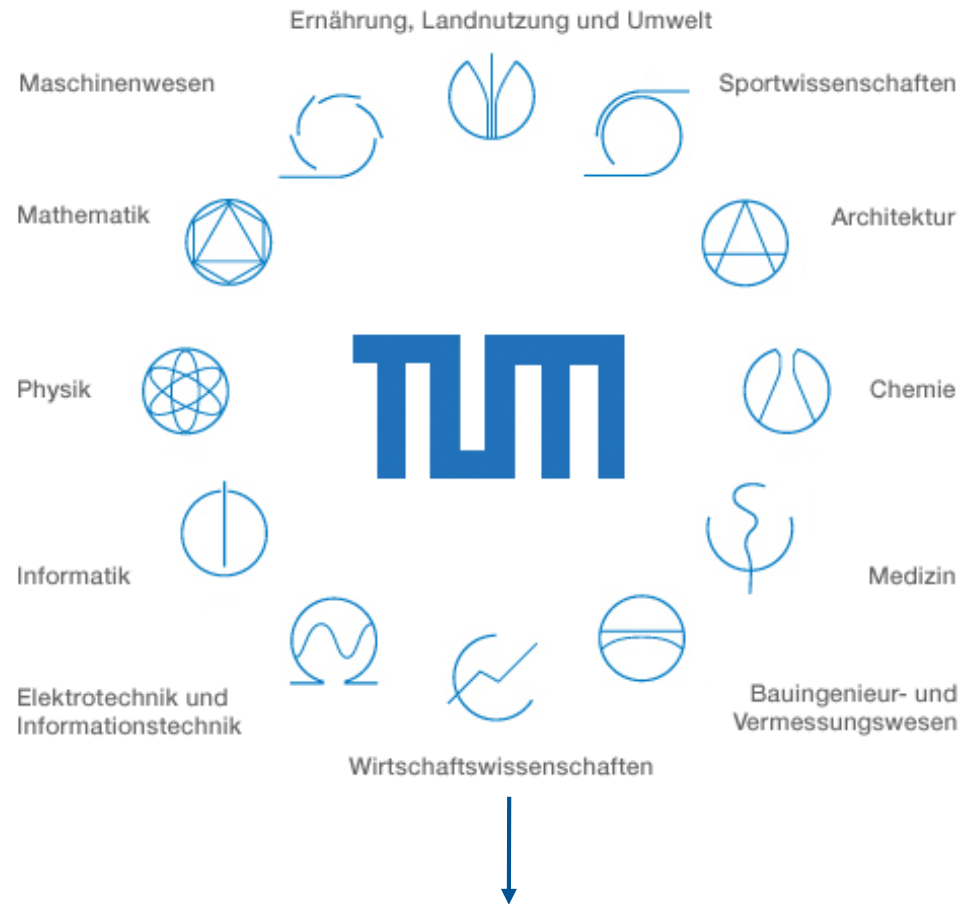 Ernährung, Landnutzung und Umwelt
Maschinenwesen
Sportwissenschaften
Mathematik
Architektur
TUM
Physik
Chemie
Informatik
Medizin
Elektrotechnik und
Informationstechnik
Bauingenieur- und
Vermessungswesen
Wirtschaftswissenschaften